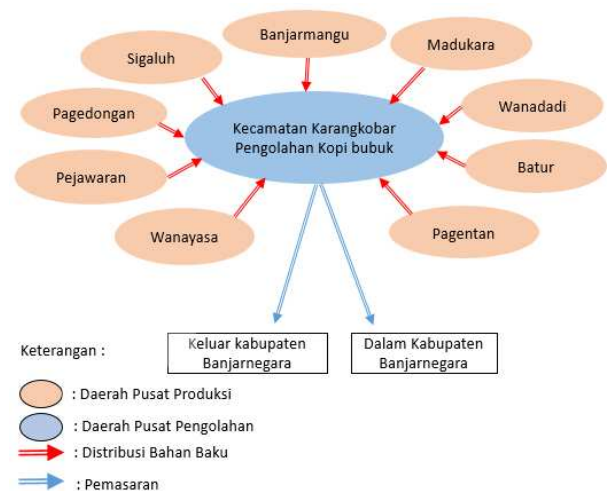 Banjarmangu
Madukara
Sigaluh
Wanadadi
Pagedongan
Kecamatan Karangkobar
Pengolahan Kopi bubuk
Batur
Pejawaran
Wanayasa
Pagentan
Keluar kabupaten
Banjarnegara
Dalam Kabupaten
Banjarnegara
Keterangan :
: Daerah Pusat Produksi
: Daerah Pusat Pengolahan
: Distribusi Bahan Baku
: Pemasaran